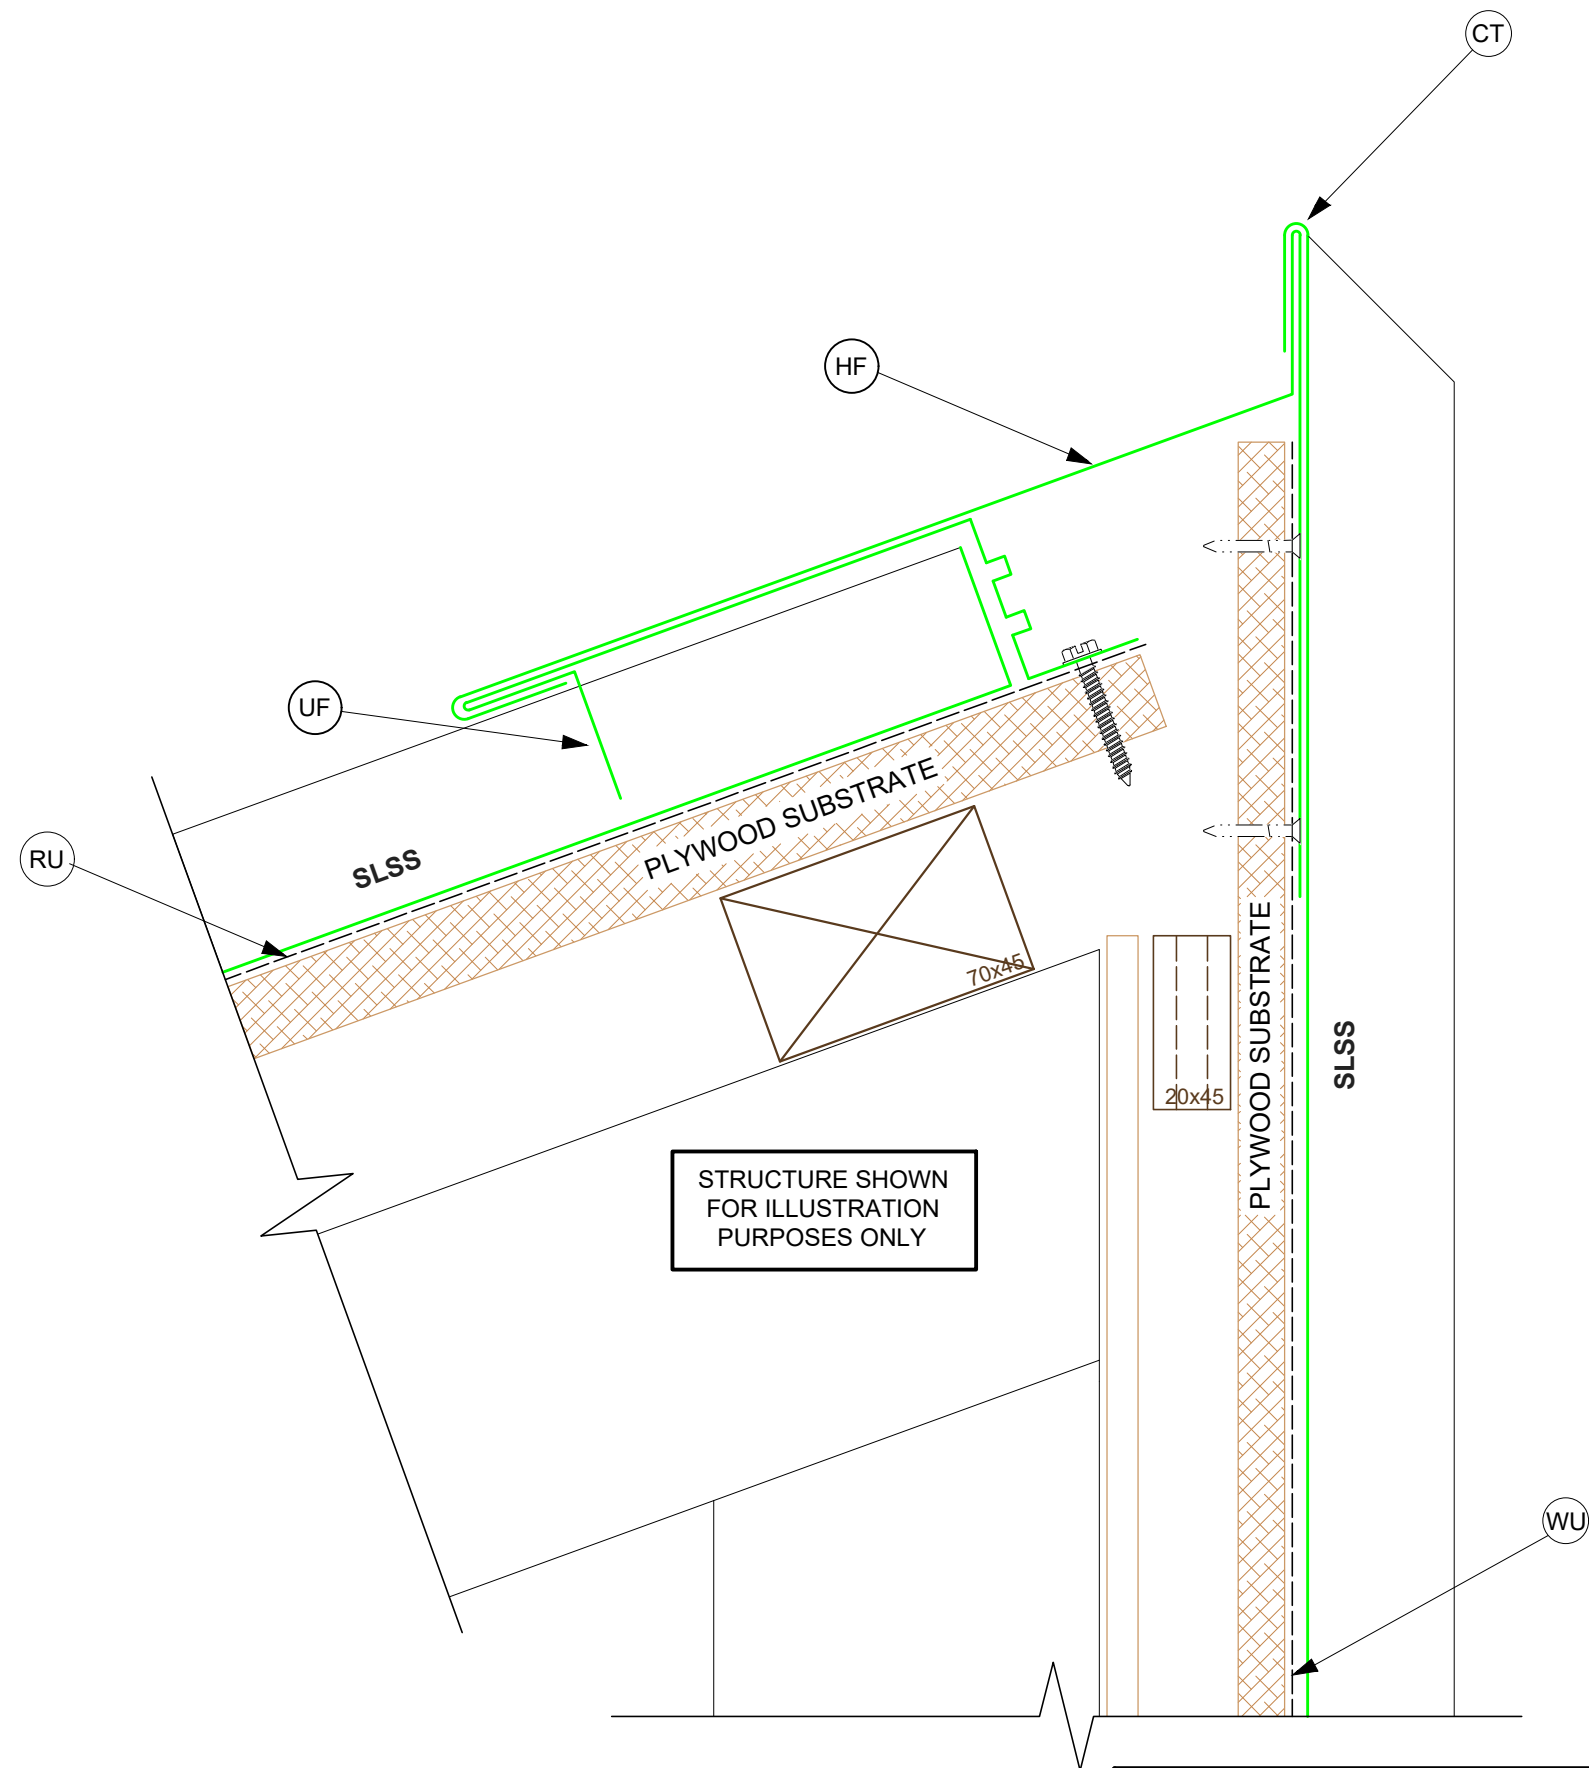 CT
HF
UF
RU
SLSS
PLYWOOD SUBSTRATE
70x45
20x45
PLYWOOD SUBSTRATE
SLSS
STRUCTURE SHOWN
FOR ILLUSTRATION
PURPOSES ONLY
WU